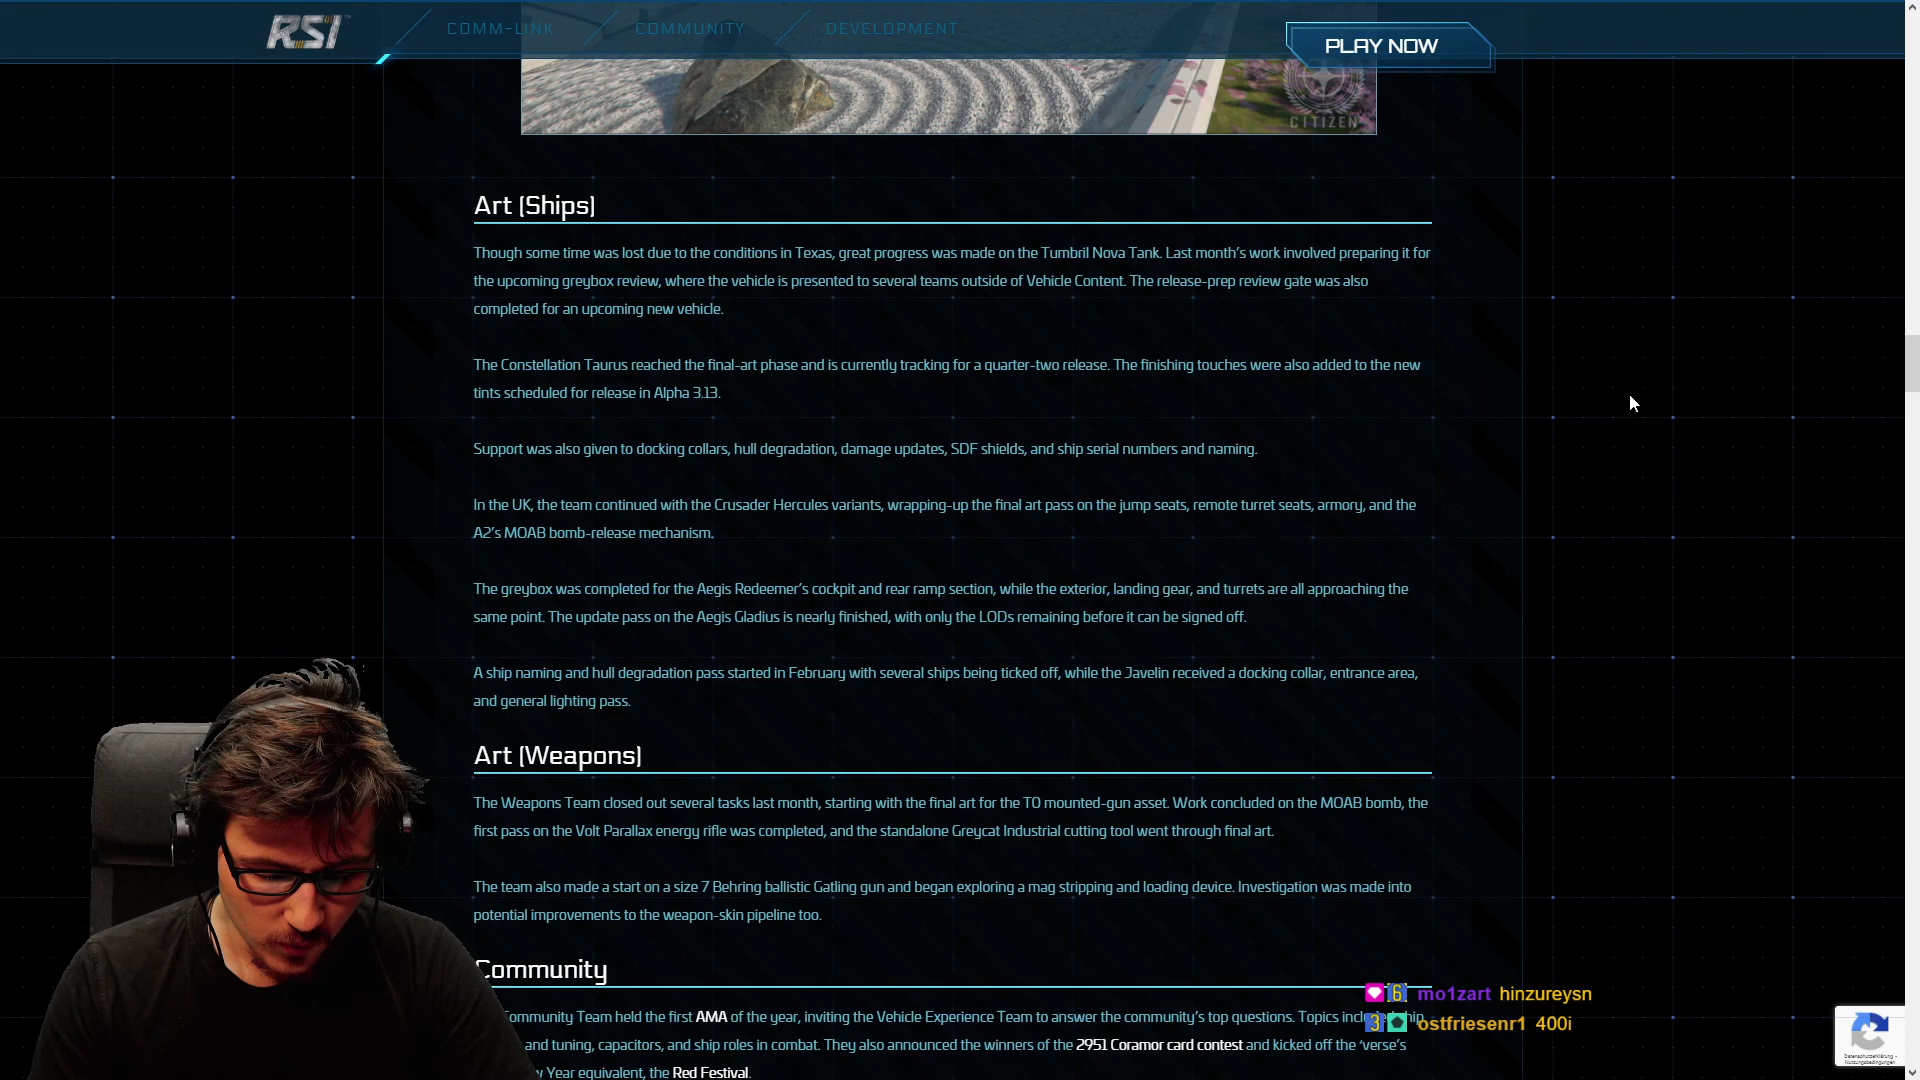 RSI
COMM-LINK
COMMUNITY
DEVELOPMENT
PLAY NOW
CITIZEN
Art (Ships)
Though some time was lost due to the conditions in Texas, great progress was made on the Tumbril Nova Tank. Last month's work involved preparing it for
the upcoming greybox review, where the vehicle is presented to several teams outside of Vehicle Content. The release-prep review gate was also
completed for an upcoming new vehicle.
The Constellation Taurus reached the final-art phase and is currently tracking for a quarter-two release. The finishing touches were also added to the new
tints scheduled for release in Alpha 3.13.
Support was also given to docking collars, hull degradation, damage updates, SDF shields, and ship serial numbers and naming.
In the UK, the team continued with the Crusader Hercules variants, wrapping-up the final art pass on the jump seats, remote turret seats, armory, and the
A2's MOAB bomb-release mechanism.
The greybox was completed for the Aegis Redeemer's cockpit and rear ramp section, while the exterior, landing gear, and turrets are all approaching the
same point. The update pass on the Aegis Gladius is nearly finished, with only the LODs remaining before it can be signed off.
A ship naming and hull degradation pass started in February with several ships being ticked off, while the Javelin received a docking collar, entrance area,
and general lighting pass.
Art (Weapons)
The Weapons Team closed out several tasks last month, starting with the final art for the T0 mounted-gun asset. Work concluded on the MOAB bomb, the
first pass on the Volt Parallax energy rifle was completed, and the standalone Greycat Industrial cutting tool went through final art.
The team also made a start on a size 7 Behring ballistic Gatling gun and began exploring a mag stripping and loading device. Investigation was made into
potential improvements to the weapon-skin pipeline too.
Community
Community Team held the first AMA of the year, inviting the Vehicle Experience Team to answer the community's top questions. Topics
and tuning, capacitors, and ship roles in combat. They also announced the winners of the 2951 Coramor card contest and kicked off the 'verse's
Year equivalent, the Red Festival.
6 mo1zart hinzureysn
3 ostfriesenr1 400i